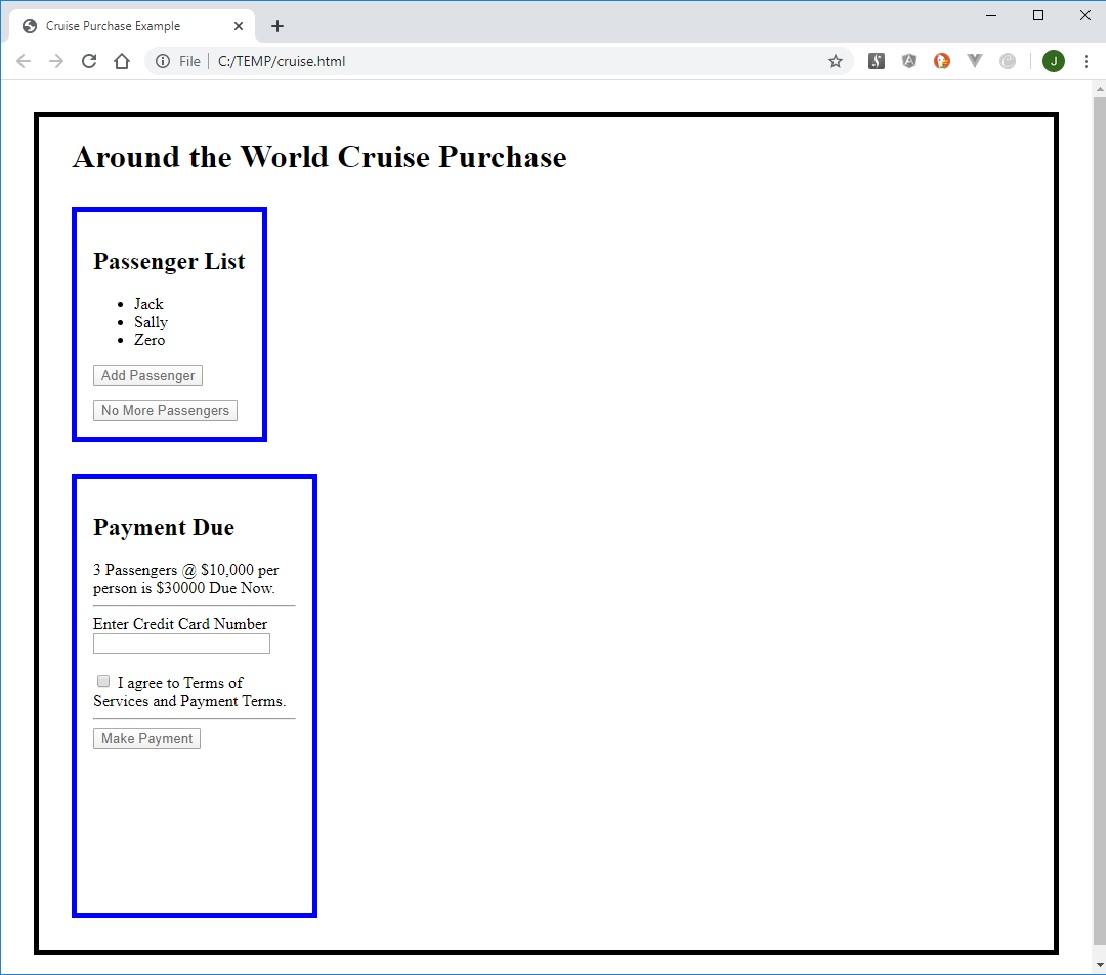 Cruise Purchase Example
File C:/TEMP/cruise.html
J
Around the World Cruise Purchase
Passenger List
• Jack
• Sally
• Zero
Add Passenger
No More Passengers
Payment Due
3 Passengers @ $10,000 per
person is $30000 Due Now.
Enter Credit Card Number
I agree to Terms of
Services and Payment Terms.
Make Payment